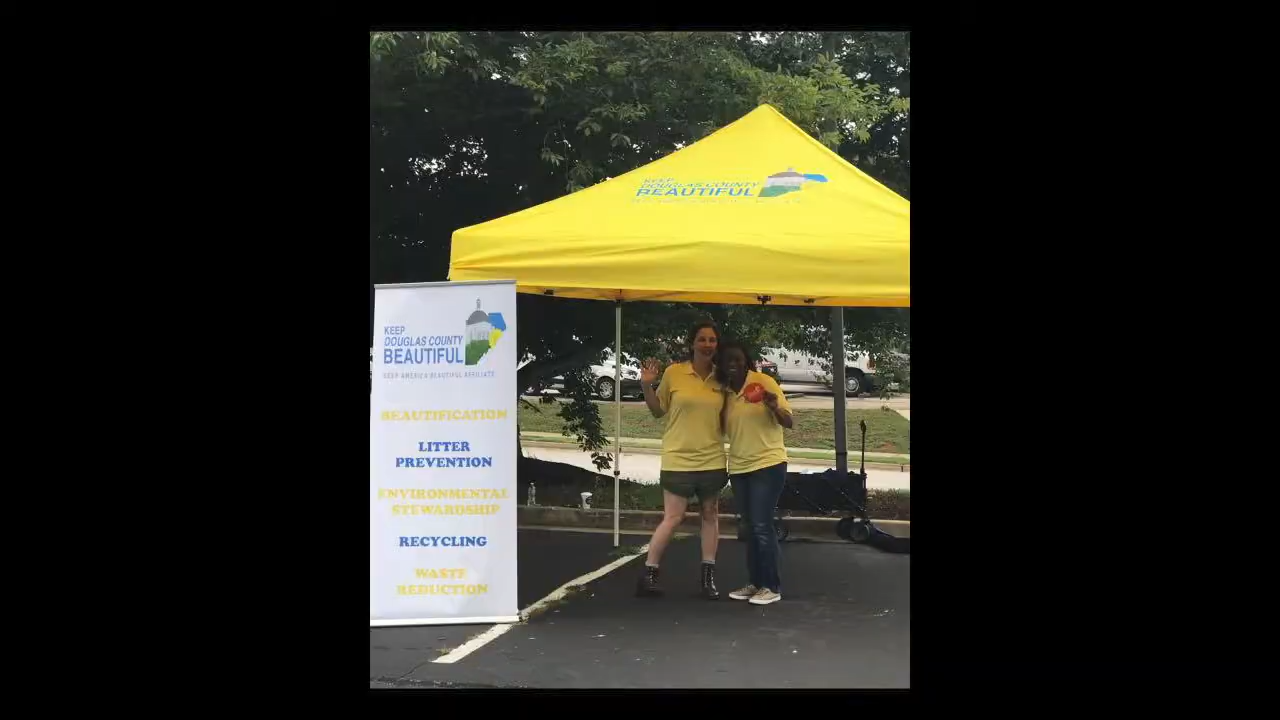 KEEP
DOUGLAS COUNTY
BEAUTIFUL
KEEP
DOUGLAS COUNTY
BEAUTIFUL
KEEP AMERICA BEAUTIFUL AFFILIATE
BEAUTIFICATION
LITTER
PREVENTION
ENVIRONMENTAL
STEWARDSHIP
RECYCLING
WASTE
REDUCTION